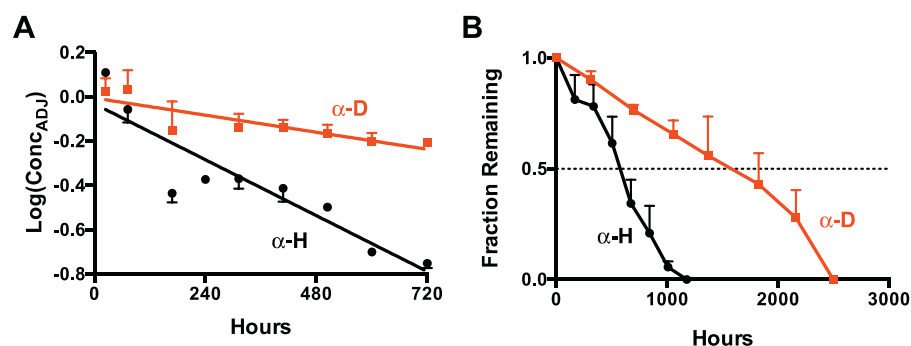 A
0.2
0.0
-0.2
-0.4
-0.6
-0.8
Log(Conc_ADJ)
α-D
α-H
0
240
480
720
Hours
B
1.0
0.5
0.0
Fraction Remaining
α-H
α-D
0
1000
2000
3000
Hours